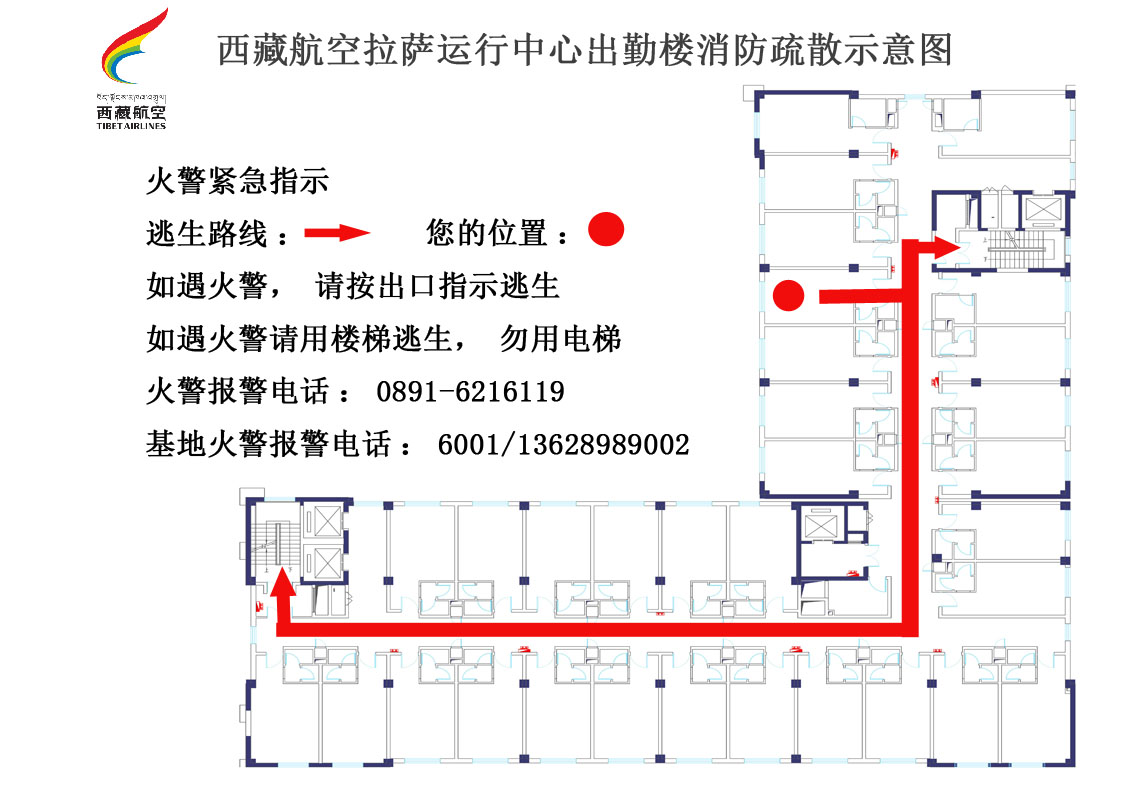 西藏航空拉萨运行中心出勤楼消防疏散示意图
西藏航空
TIBET AIRLINES
火警紧急指示
逃生路线： 您的位置：
如遇火警， 请按出口指示逃生
如遇火警请用楼梯逃生， 勿用电梯
火警报警电话： 0891-6216119
基地火警报警电话： 6001/13628989002
上
下
上
下